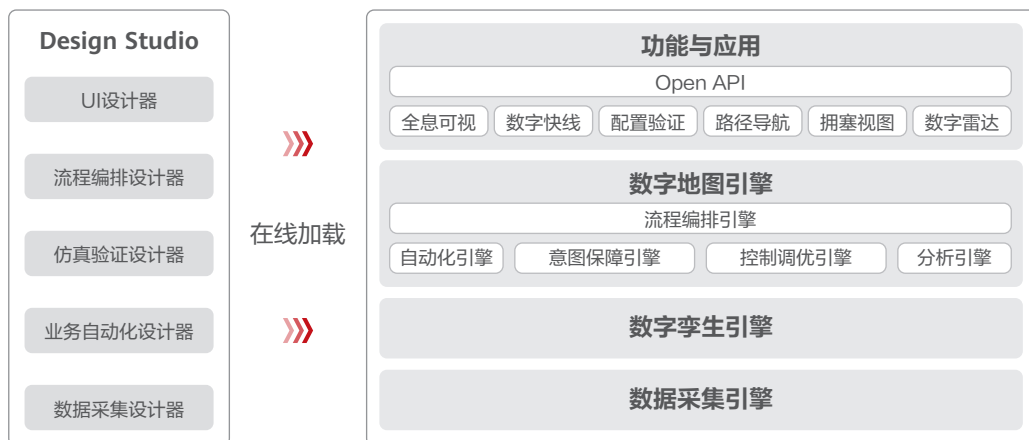 Design Studio
UI设计器
流程编排设计器
仿真验证设计器
业务自动化设计器
数据采集设计器
在线加载
功能与应用
Open API
全息可视 数字快线 配置验证 路径导航 拥塞视图 数字雷达
数字地图引擎
流程编排引擎
自动化引擎 意图保障引擎 控制调优引擎 分析引擎
数字孪生引擎
数据采集引擎